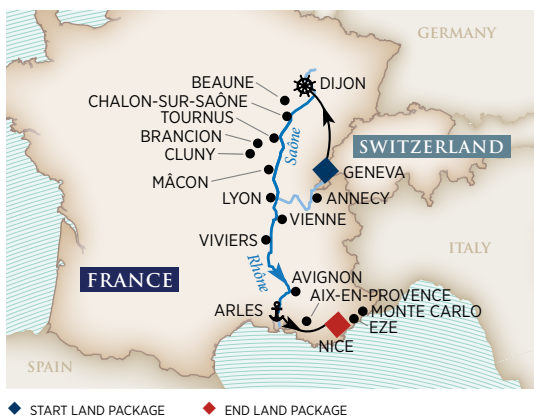 GERMANY
BEAUNE
DIJON
CHALON-SUR-SAÔNE
TOURNUS
BRANCION
CLUNY
Saône
SWITZERLAND
MÂCON
GENEVA
LYON
ANNECY
VIENNE
VIVIERS
ITALY
Rhône
FRANCE
AVIGNON
AIX-EN-PROVENCE
ARLES
MONTE CARLO
EZE
NICE
SPAIN
START LAND PACKAGE
END LAND PACKAGE